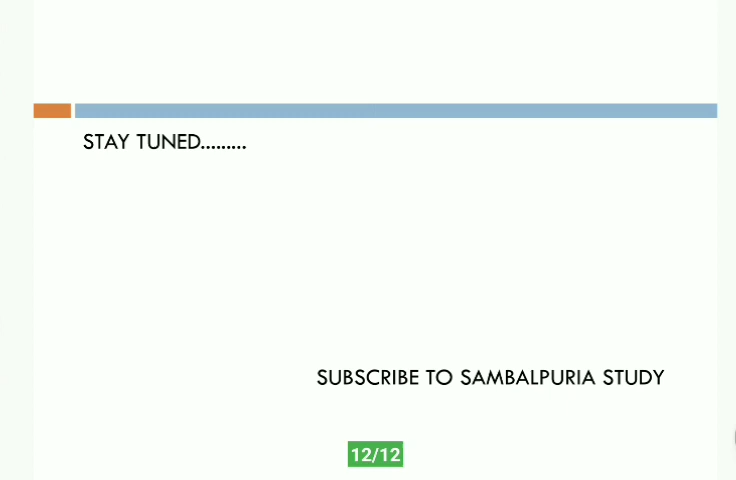 STAY TUNED.........
SUBSCRIBE TO SAMBALPURIA STUDY
12/12